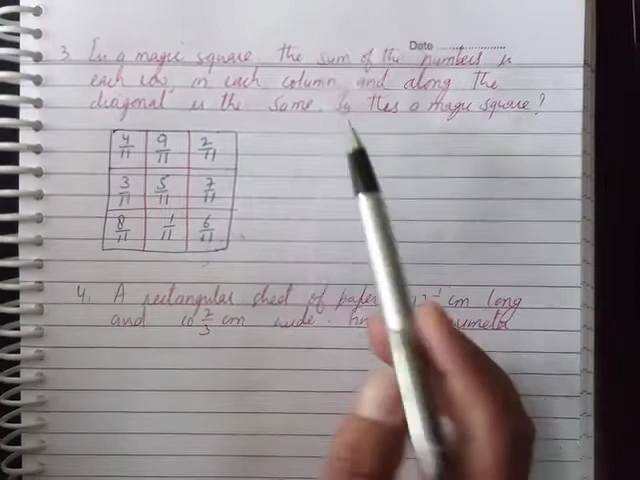 Date
3. In a magic square the sum of the numbers in
each row, in each column and along the
diagonal is the same. Is this a magic square?
4/11 9/11 2/11
3/11 5/11 7/11
8/11 1/11 6/11
4. A rectangular sheet of paper cm long
and 10 2/3 cm wide.